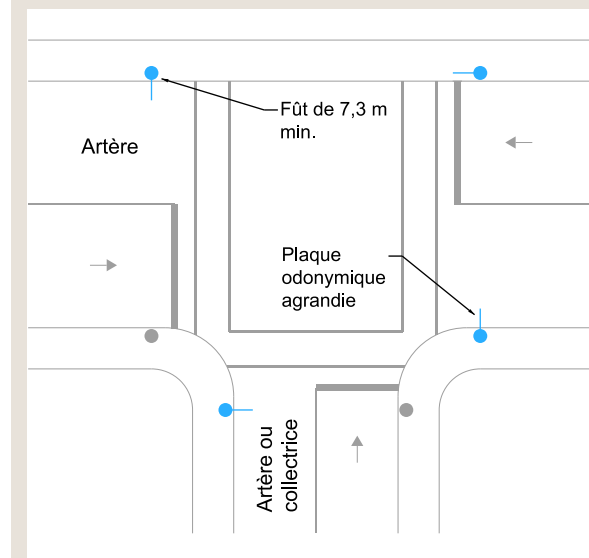 Fût de 7,3 m
min.
Artère
Plaque
odonymique
agrandie
Artère ou
collectrice